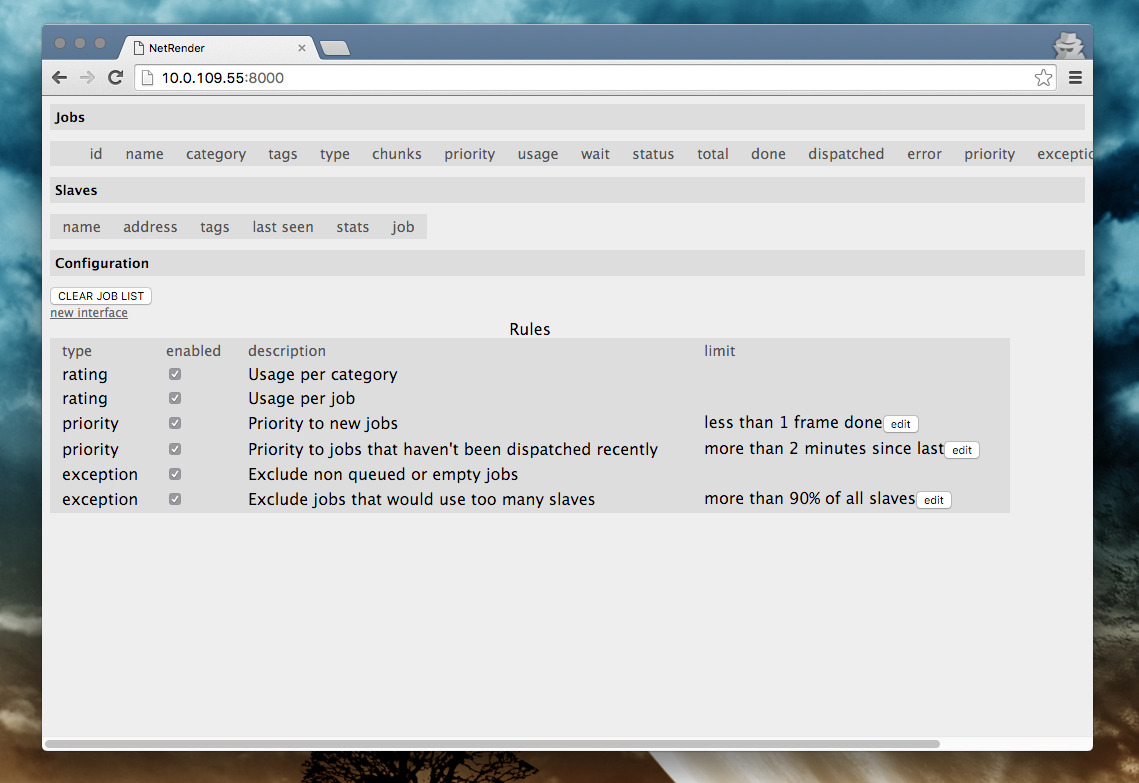 NetRender
10.0.109.55:8000
Jobs
id name category tags type chunks priority usage wait status total done dispatched error priority exceptio
Slaves
name address tags last seen stats job
Configuration
CLEAR JOB LIST
new interface
Rules
type enabled description limit
rating Usage per category
rating Usage per job
priority Priority to new jobs less than 1 frame done edit
priority Priority to jobs that haven't been dispatched recently more than 2 minutes since last edit
exception Exclude non queued or empty jobs
exception Exclude jobs that would use too many slaves more than 90% of all slaves edit